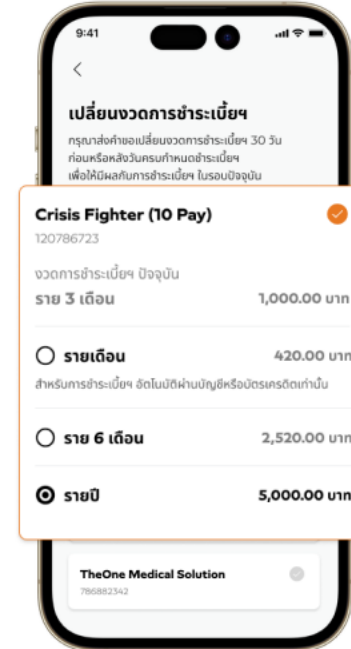 9:41
เปลี่ยนงวดการชำระเบี้ยฯ
กรุณาส่งคำขอเปลี่ยนงวดการชำระเบี้ยฯ 30 วัน
ก่อนหรือหลังวันครบกำหนดชำระเบี้ยฯ
เพื่อให้มีผลกับการชำระเบี้ยฯ ในรอบปัจจุบัน
Crisis Fighter (10 Pay)
120786723
งวดการชำระเบี้ยฯ ปัจจุบัน
ราย 3 เดือน 1,000.00 บาท
รายเดือน 420.00 บาท
สำหรับการชำระเบี้ยฯ อัตโนมัติผ่านบัญชีหรือบัตรเครดิตเท่านั้น
ราย 6 เดือน 2,520.00 บาท
รายปี 5,000.00 บาท
TheOne Medical Solution
786882342